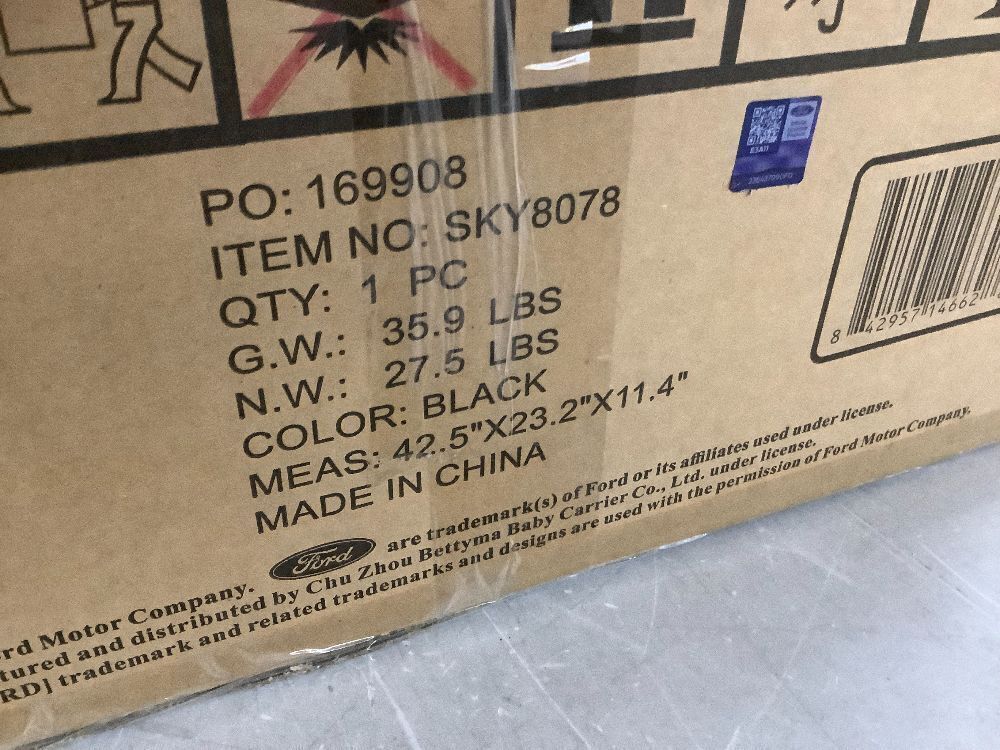 PO: 169908
ITEM NO: SKY8078
QTY: 1 PC
G.W.: 35.9 LBS
N.W.: 27.5 LBS
COLOR: BLACK
MEAS: 42.5"X23.2"X11.4"
MADE IN CHINA
E3A11
8 42957 14662
rd Motor Company. Ford are trademark(s) of Ford or its affiliates used under license.
tured and distributed by Chu Zhou Bettyma Baby Carrier Co., Ltd. under license.
RD] trademark and related trademarks and designs are used with the permission of Ford Motor Company,